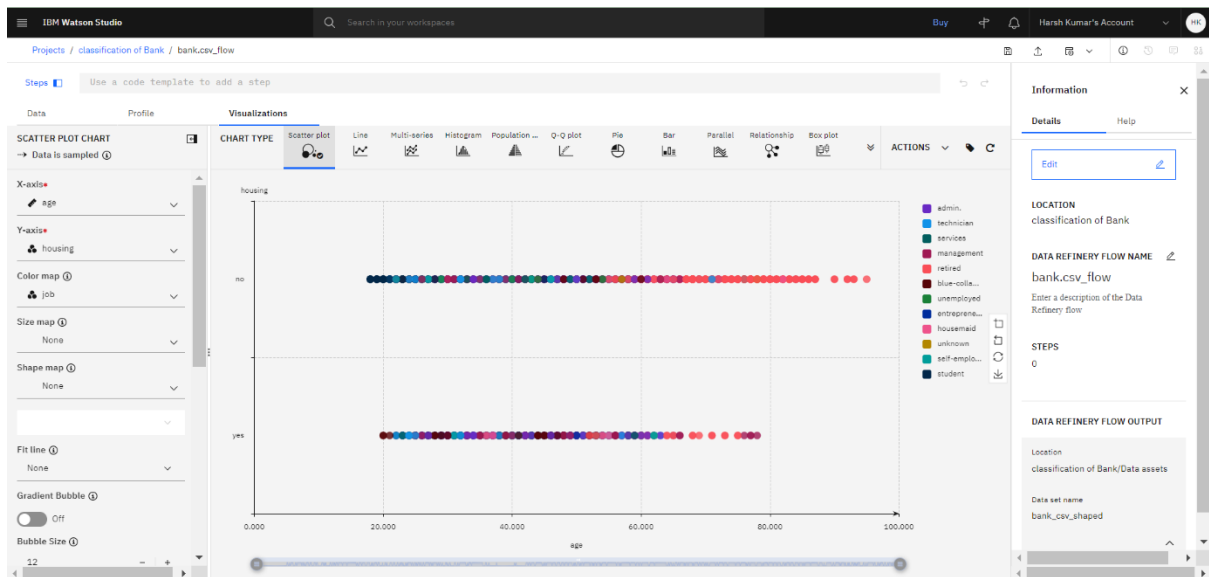 IBM Watson Studio
Search in your workspaces
Buy
Harsh Kumar's Account
HK
Projects / classification of Bank / bank.csv_flow
Steps
Use a code template to add a step
Data
Profile
Visualizations
SCATTER PLOT CHART
→ Data is sampled
X-axis
age
Y-axis
housing
Color map
job
Size map
None
Shape map
None
Fit line
None
Gradient Bubble
Off
Bubble Size
12
- +
CHART TYPE
Scatter plot
Line
Multi-series
Histogram
Population ...
Q-Q plot
Pie
Bar
Parallel
Relationship
Box plot
ACTIONS
housing
no
yes
0.000
20.000
40.000
60.000
80.000
100.000
age
admin.
technician
services
management
retired
blue-colla...
unemployed
entreprene...
housemaid
unknown
self-emplo...
student
Information
Details
Help
Edit
LOCATION
classification of Bank
DATA REFINERY FLOW NAME
bank.csv_flow
Enter a description of the Data
Refinery flow
STEPS
0
DATA REFINERY FLOW OUTPUT
Location
classification of Bank/Data assets
Data set name
bank_csv_shaped